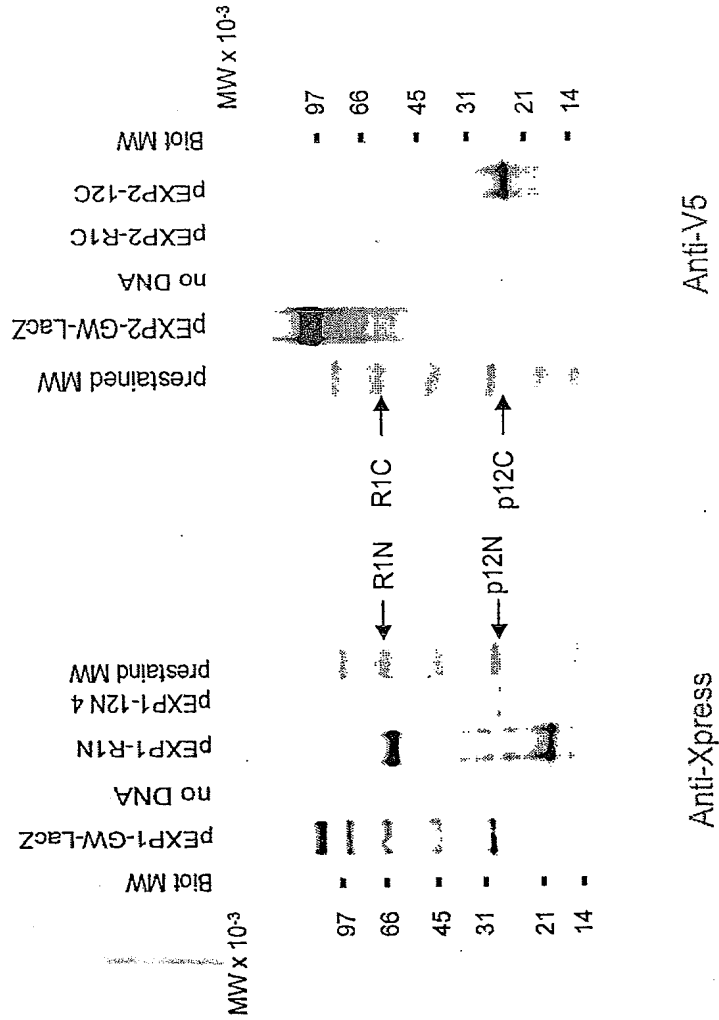 MW x 10-3
97
66
45
31
21
14
Biot MW
pEXP1-GW-LacZ
no DNA
pEXP1-R1N
pEXP1-12N 4
prestaind MW
R1N
p12N
Anti-Xpress
R1C
p12C
prestained MW
pEXP2-GW-LacZ
no DNA
pEXP2-R1C
pEXP2-12C
Biot MW
MW x 10-3
97
66
45
31
21
14
Anti-V5